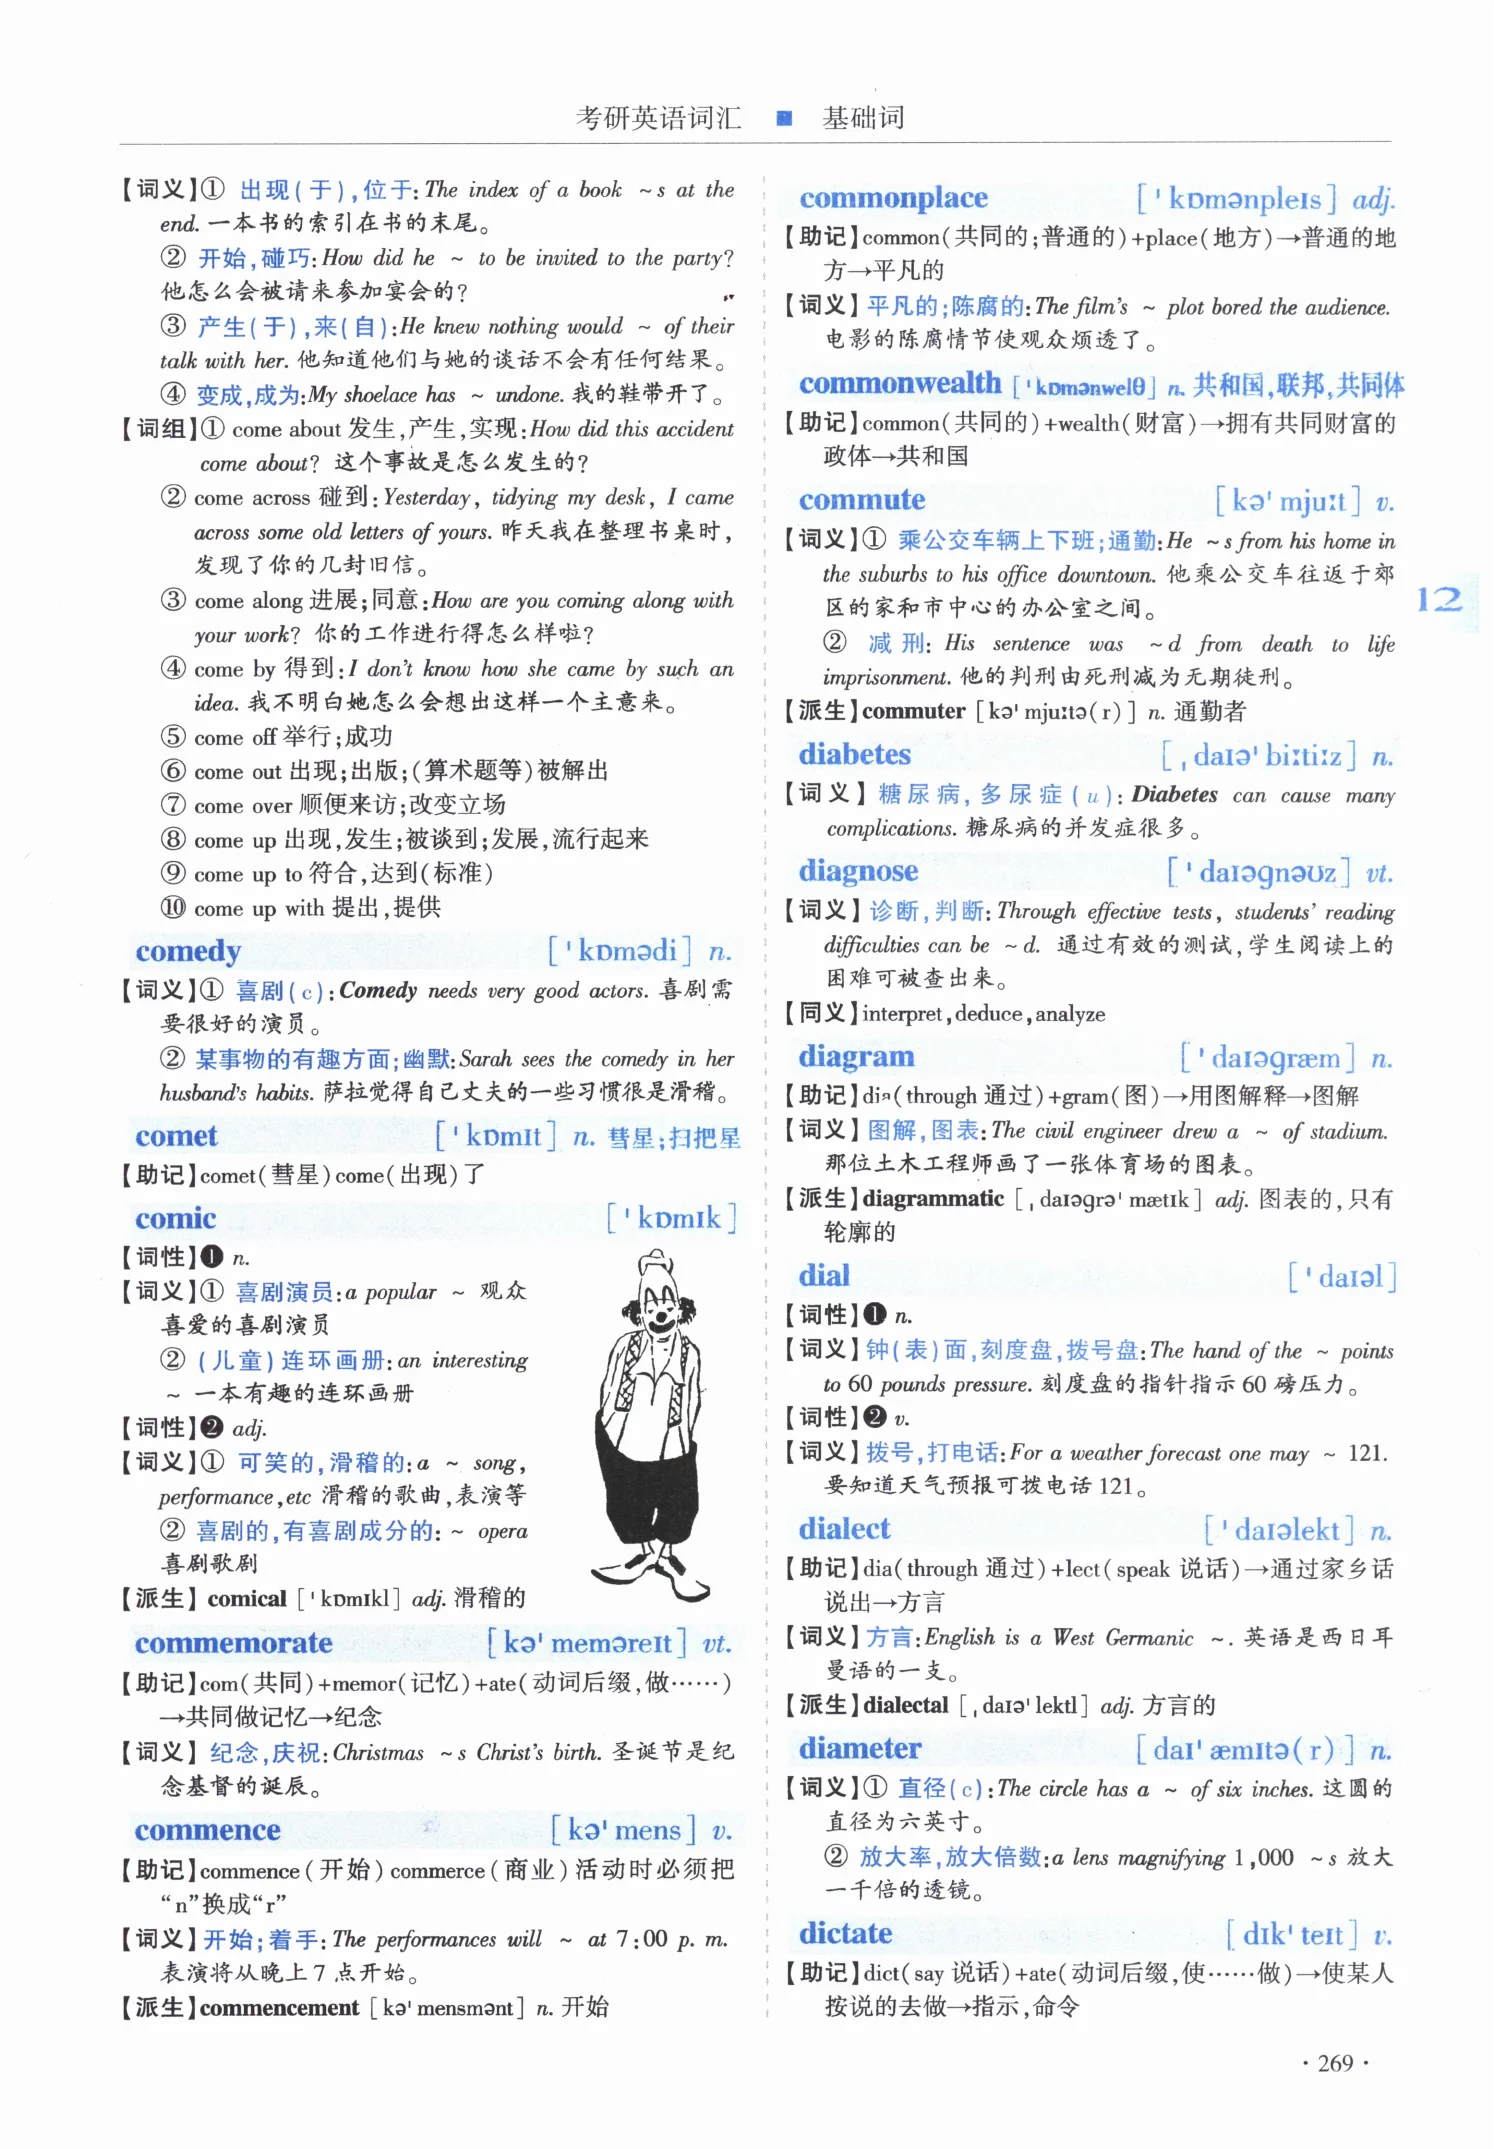 考研英语词汇 ■ 基础词
【词义】① 出现(于),位于:The index of a book ~s at the
end. 一本书的索引在书的末尾。
② 开始,碰巧:How did he ~ to be invited to the party?
他怎么会被请来参加宴会的?
③ 产生(于),来(自):He knew nothing would ~ of their
talk with her. 他知道他们与她的谈话不会有任何结果。
④ 变成,成为:My shoelace has ~ undone. 我的鞋带开了。
【词组】① come about 发生,产生,实现:How did this accident
come about? 这个事故是怎么发生的?
② come across 碰到:Yesterday, tidying my desk, I came
across some old letters of yours. 昨天我在整理书桌时,
发现了你的几封旧信。
③ come along 进展;同意:How are you coming along with
your work? 你的工作进行得怎么样啦?
④ come by 得到:I don't know how she came by such an
idea. 我不明白她怎么会想出这样一个主意来。
⑤ come off 举行;成功
⑥ come out 出现;出版;(算术题等)被解出
⑦ come over 顺便来访;改变立场
⑧ come up 出现,发生;被谈到;发展,流行起来
⑨ come up to 符合,达到(标准)
⑩ come up with 提出,提供
comedy [ˈkɒmədi] n.
【词义】① 喜剧(c):Comedy needs very good actors. 喜剧需
要很好的演员。
② 某事物的有趣方面;幽默:Sarah sees the comedy in her
husband's habits. 萨拉觉得自己丈夫的一些习惯很是滑稽。
comet [ˈkɒmɪt] n. 彗星;扫把星
【助记】comet(彗星)come(出现)了
comic [ˈkɒmɪk]
【词性】❶ n.
【词义】① 喜剧演员:a popular ~ 观众
喜爱的喜剧演员
② (儿童)连环画册:an interesting
~ 一本有趣的连环画册
【词性】❷ adj.
【词义】① 可笑的,滑稽的:a ~ song,
performance,etc 滑稽的歌曲,表演等
② 喜剧的,有喜剧成分的: ~ opera
喜剧歌剧
【派生】comical [ˈkɒmɪkl] adj. 滑稽的
commemorate [kəˈmeməreɪt] vt.
【助记】com(共同)+memor(记忆)+ate(动词后缀,做……)
→共同做记忆→纪念
【词义】纪念,庆祝:Christmas ~s Christ's birth. 圣诞节是纪
念基督的诞辰。
commence [kəˈmens] v.
【助记】commence(开始)commerce(商业)活动时必须把
“n”换成“r”
【词义】开始;着手:The performances will ~ at 7:00 p. m.
表演将从晚上7点开始。
【派生】commencement [kəˈmensmənt] n. 开始
commonplace [ˈkɒmənpleɪs] adj.
【助记】common(共同的;普通的)+place(地方)→普通的地
方→平凡的
【词义】平凡的;陈腐的:The film's ~ plot bored the audience.
电影的陈腐情节使观众烦透了。
commonwealth [ˈkɒmənwelθ] n. 共和国,联邦,共同体
【助记】common(共同的)+wealth(财富)→拥有共同财富的
政体→共和国
commute [kəˈmjuːt] v.
【词义】① 乘公交车辆上下班;通勤:He ~s from his home in
the suburbs to his office downtown. 他乘公交车往返于郊
区的家和市中心的办公室之间。
② 减刑: His sentence was ~d from death to life
imprisonment. 他的判刑由死刑减为无期徒刑。
【派生】commuter [kəˈmjuːtə(r)] n. 通勤者
diabetes [ˌdaɪəˈbiːtiːz] n.
【词义】糖尿病,多尿症(u):Diabetes can cause many
complications. 糖尿病的并发症很多。
diagnose [ˈdaɪəgnəʊz] vt.
【词义】诊断,判断:Through effective tests, students' reading
difficulties can be ~d. 通过有效的测试,学生阅读上的
困难可被查出来。
【同义】interpret,deduce,analyze
diagram [ˈdaɪəgræm] n.
【助记】dia(through 通过)+gram(图)→用图解释→图解
【词义】图解,图表:The civil engineer drew a ~ of stadium.
那位土木工程师画了一张体育场的图表。
【派生】diagrammatic [ˌdaɪəgrəˈmætɪk] adj. 图表的,只有
轮廓的
dial [ˈdaɪəl]
【词性】❶ n.
【词义】钟(表)面,刻度盘,拨号盘:The hand of the ~ points
to 60 pounds pressure. 刻度盘的指针指示60磅压力。
【词性】❷ v.
【词义】拨号,打电话:For a weather forecast one may ~ 121.
要知道天气预报可拨电话121。
dialect [ˈdaɪəlekt] n.
【助记】dia(through 通过)+lect(speak 说话)→通过家乡话
说出→方言
【词义】方言:English is a West Germanic ~. 英语是西日耳
曼语的一支。
【派生】dialectal [ˌdaɪəˈlektl] adj. 方言的
diameter [daɪˈæmɪtə(r)] n.
【词义】① 直径(c):The circle has a ~ of six inches. 这圆的
直径为六英寸。
② 放大率,放大倍数:a lens magnifying 1,000 ~s 放大
一千倍的透镜。
dictate [dɪkˈteɪt] v.
【助记】dict(say 说话)+ate(动词后缀,使……做)→使某人
按说的去做→指示,命令
12
· 269 ·